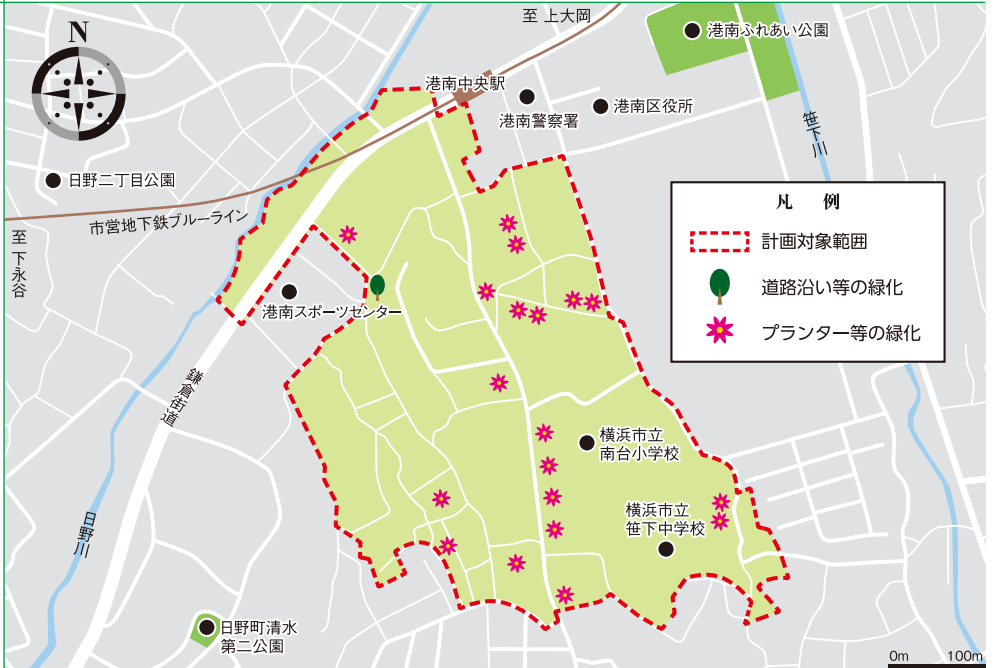 N
至 上大岡
港南ふれあい公園
港南中央駅
港南警察署
港南区役所
笹下川
日野二丁目公園
市営地下鉄ブルーライン
至 下永谷
港南スポーツセンター
凡 例
計画対象範囲
道路沿い等の緑化
プランター等の緑化
鎌倉街道
横浜市立
南台小学校
横浜市立
笹下中学校
日野川
日野町清水
第二公園
0m 100m